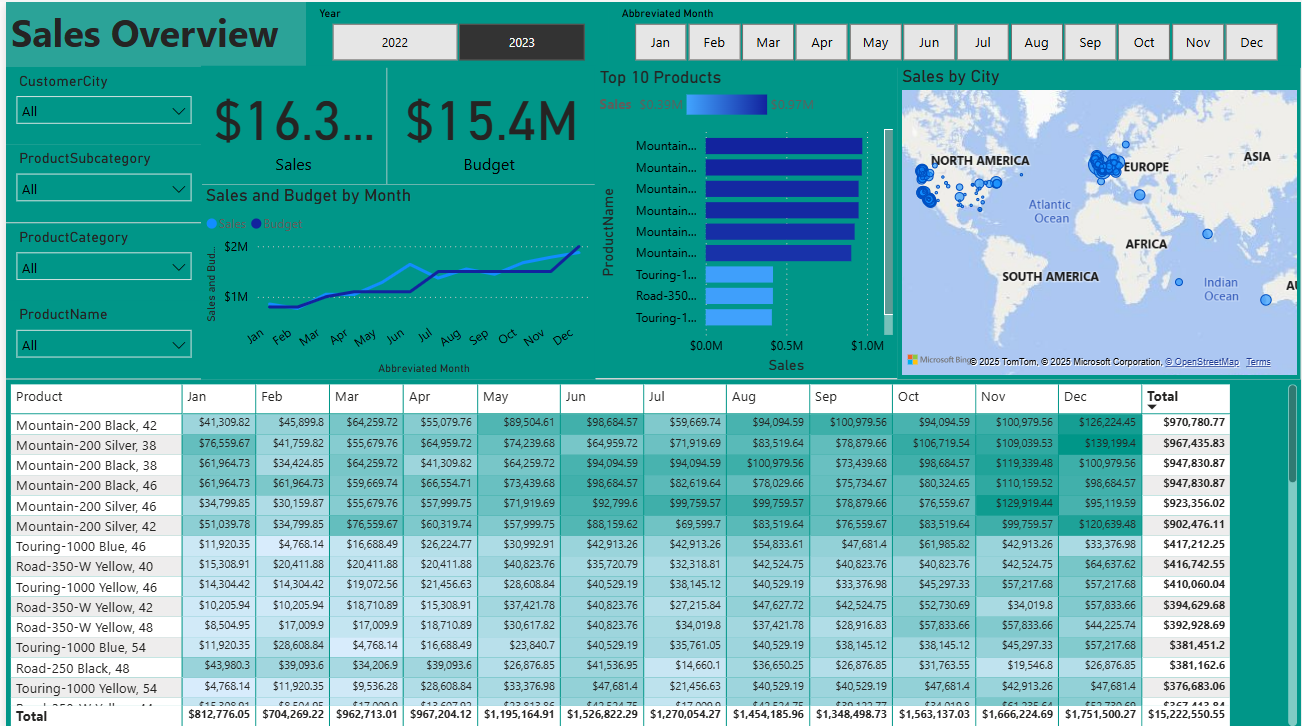 Sales Overview
Year
2022 2023
Abbreviated Month
Jan Feb Mar Apr May Jun Jul Aug Sep Oct Nov Dec
CustomerCity
All
ProductSubcategory
All
ProductCategory
All
ProductName
All
$16.3...
Sales
$15.4M
Budget
Sales and Budget by Month
Sales Budget
Sales and Bud...
$2M
$1M
Jan Feb Mar Apr May Jun Jul Aug Sep Oct Nov Dec
Abbreviated Month
Top 10 Products
Sales $0.39M $0.97M
ProductName
Mountain...
Mountain...
Mountain...
Mountain...
Mountain...
Mountain...
Touring-1...
Road-350...
Touring-1...
$0.0M $0.5M $1.0M
Sales
Sales by City
NORTH AMERICA
EUROPE
ASIA
Atlantic
Ocean
AFRICA
SOUTH AMERICA
Indian
Ocean
AU
Microsoft Bing
© 2025 TomTom, © 2025 Microsoft Corporation, © OpenStreetMap Terms
Product Jan Feb Mar Apr May Jun Jul Aug Sep Oct Nov Dec Total
Mountain-200 Black, 42 $41,309.82 $45,899.8 $64,259.72 $55,079.76 $89,504.61 $98,684.57 $59,669.74 $94,094.59 $100,979.56 $94,094.59 $100,979.56 $126,224.45 $970,780.77
Mountain-200 Silver, 38 $76,559.67 $41,759.82 $55,679.76 $64,959.72 $74,239.68 $64,959.72 $71,919.69 $83,519.64 $78,879.66 $106,719.54 $109,039.53 $139,199.4 $967,435.83
Mountain-200 Black, 38 $61,964.73 $34,424.85 $64,259.72 $41,309.82 $64,259.72 $94,094.59 $94,094.59 $100,979.56 $73,439.68 $98,684.57 $119,339.48 $100,979.56 $947,830.87
Mountain-200 Black, 46 $61,964.73 $61,964.73 $59,669.74 $66,554.71 $73,439.68 $98,684.57 $82,619.64 $78,029.66 $75,734.67 $80,324.65 $110,159.52 $98,684.57 $947,830.87
Mountain-200 Silver, 46 $34,799.85 $30,159.87 $55,679.76 $57,999.75 $71,919.69 $92,799.6 $99,759.57 $99,759.57 $78,879.66 $76,559.67 $129,919.44 $95,119.59 $923,356.02
Mountain-200 Silver, 42 $51,039.78 $34,799.85 $76,559.67 $60,319.74 $57,999.75 $88,159.62 $69,599.7 $83,519.64 $76,559.67 $83,519.64 $99,759.57 $120,639.48 $902,476.11
Touring-1000 Blue, 46 $11,920.35 $4,768.14 $16,688.49 $26,224.77 $30,992.91 $42,913.26 $42,913.26 $54,833.61 $47,681.4 $61,985.82 $42,913.26 $33,376.98 $417,212.25
Road-350-W Yellow, 40 $15,308.91 $20,411.88 $20,411.88 $20,411.88 $40,823.76 $35,720.79 $32,318.81 $42,524.75 $40,823.76 $40,823.76 $42,524.75 $64,637.62 $416,742.55
Touring-1000 Yellow, 46 $14,304.42 $14,304.42 $19,072.56 $21,456.63 $28,608.84 $40,529.19 $38,145.12 $40,529.19 $33,376.98 $45,297.33 $57,217.68 $57,217.68 $410,060.04
Road-350-W Yellow, 42 $10,205.94 $10,205.94 $18,710.89 $15,308.91 $37,421.78 $40,823.76 $27,215.84 $47,627.72 $42,524.75 $52,730.69 $34,019.8 $57,833.66 $394,629.68
Road-350-W Yellow, 48 $8,504.95 $17,009.9 $17,009.9 $18,710.89 $30,617.82 $40,823.76 $34,019.8 $37,421.78 $28,916.83 $57,833.66 $57,833.66 $44,225.74 $392,928.69
Touring-1000 Blue, 54 $11,920.35 $28,608.84 $4,768.14 $16,688.49 $23,840.7 $40,529.19 $35,761.05 $40,529.19 $38,145.12 $38,145.12 $45,297.33 $57,217.68 $381,451.2
Road-250 Black, 48 $43,980.3 $39,093.6 $34,206.9 $39,093.6 $26,876.85 $41,536.95 $14,660.1 $36,650.25 $26,876.85 $31,763.55 $19,546.8 $26,876.85 $381,162.6
Touring-1000 Yellow, 54 $4,768.14 $11,920.35 $9,536.28 $28,608.84 $33,376.98 $47,681.4 $21,456.63 $40,529.19 $40,529.19 $47,681.4 $42,913.26 $47,681.4 $376,683.06
Total $812,776.05 $704,269.22 $962,713.01 $967,204.12 $1,195,164.91 $1,526,822.29 $1,270,054.27 $1,454,185.96 $1,348,498.73 $1,563,137.03 $1,666,224.69 $1,751,500.27 $15,222,550.55